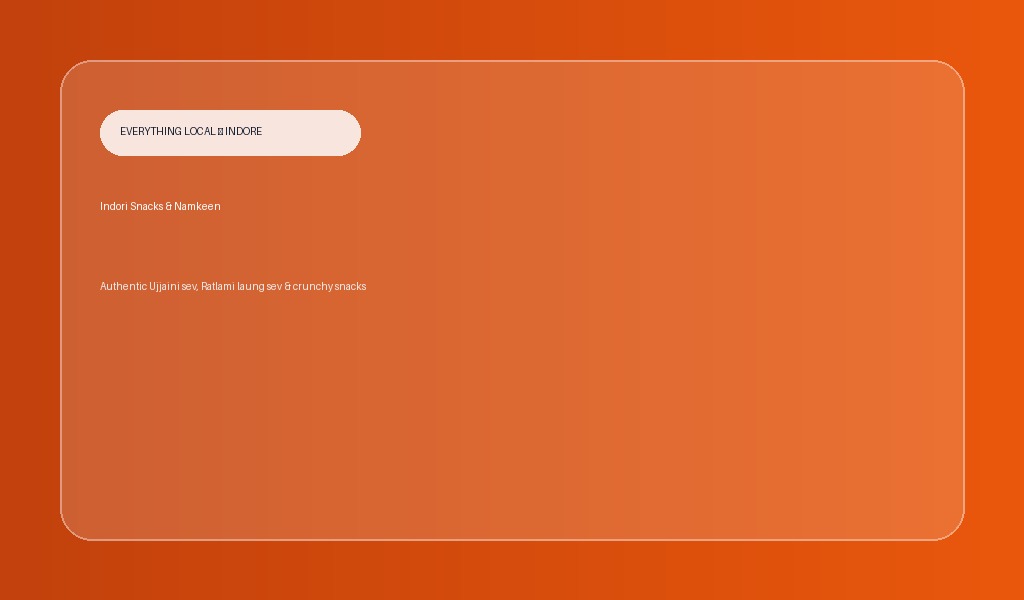 EVERYTHING LOCAL INDORE
Indori Snacks & Namkeen
Authentic Ujjaini sev, Ratlami laung sev & crunchy snacks